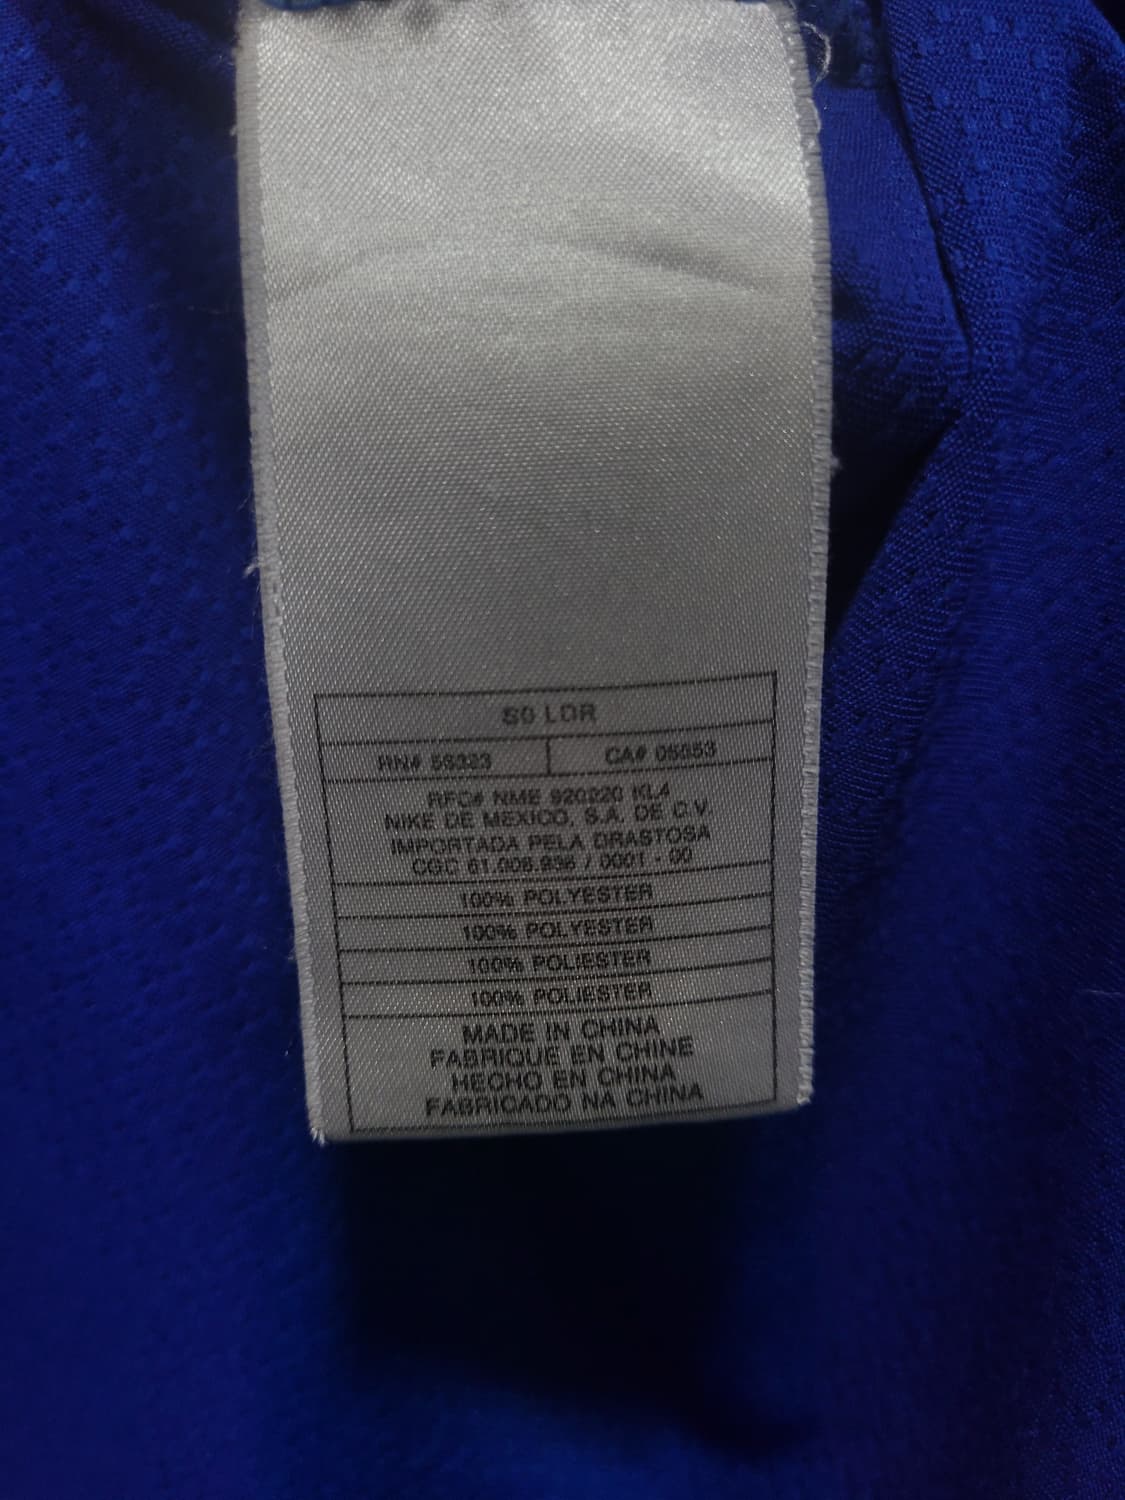 S0 LDR
RN# 56323 CA# 05553
RFC# NME 920220 KL4
NIKE DE MEXICO, S.A. DE C.V.
IMPORTADA PELA DRASTOSA
CGC 61.008.936 / 0001 - 00
100% POLYESTER
100% POLYESTER
100% POLIESTER
100% POLIESTER
MADE IN CHINA
FABRIQUE EN CHINE
HECHO EN CHINA
FABRICADO NA CHINA